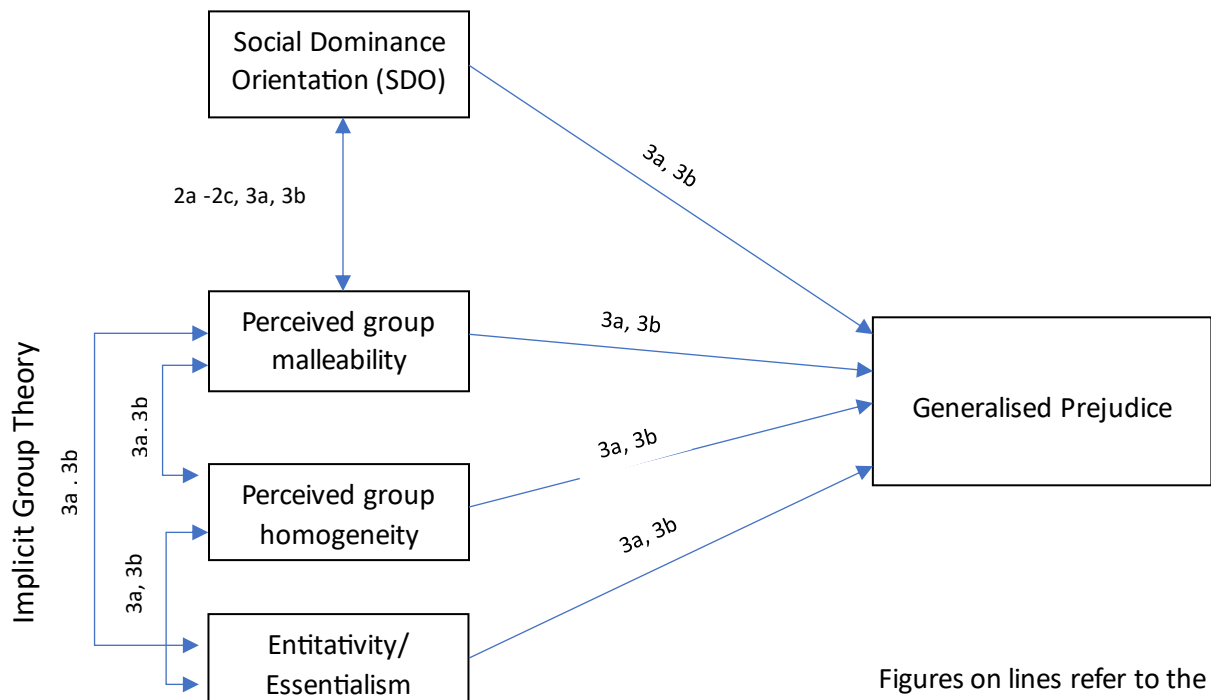 Social Dominance
Orientation (SDO)
3a, 3b
2a -2c, 3a, 3b
Perceived group
malleability
3a, 3b
Generalised Prejudice
Implicit Group Theory
3a . 3b
3a. 3b
Perceived group
homogeneity
3a, 3b
3a, 3b
3a, 3b
Entitativity/
Essentialism
Figures on lines refer to the